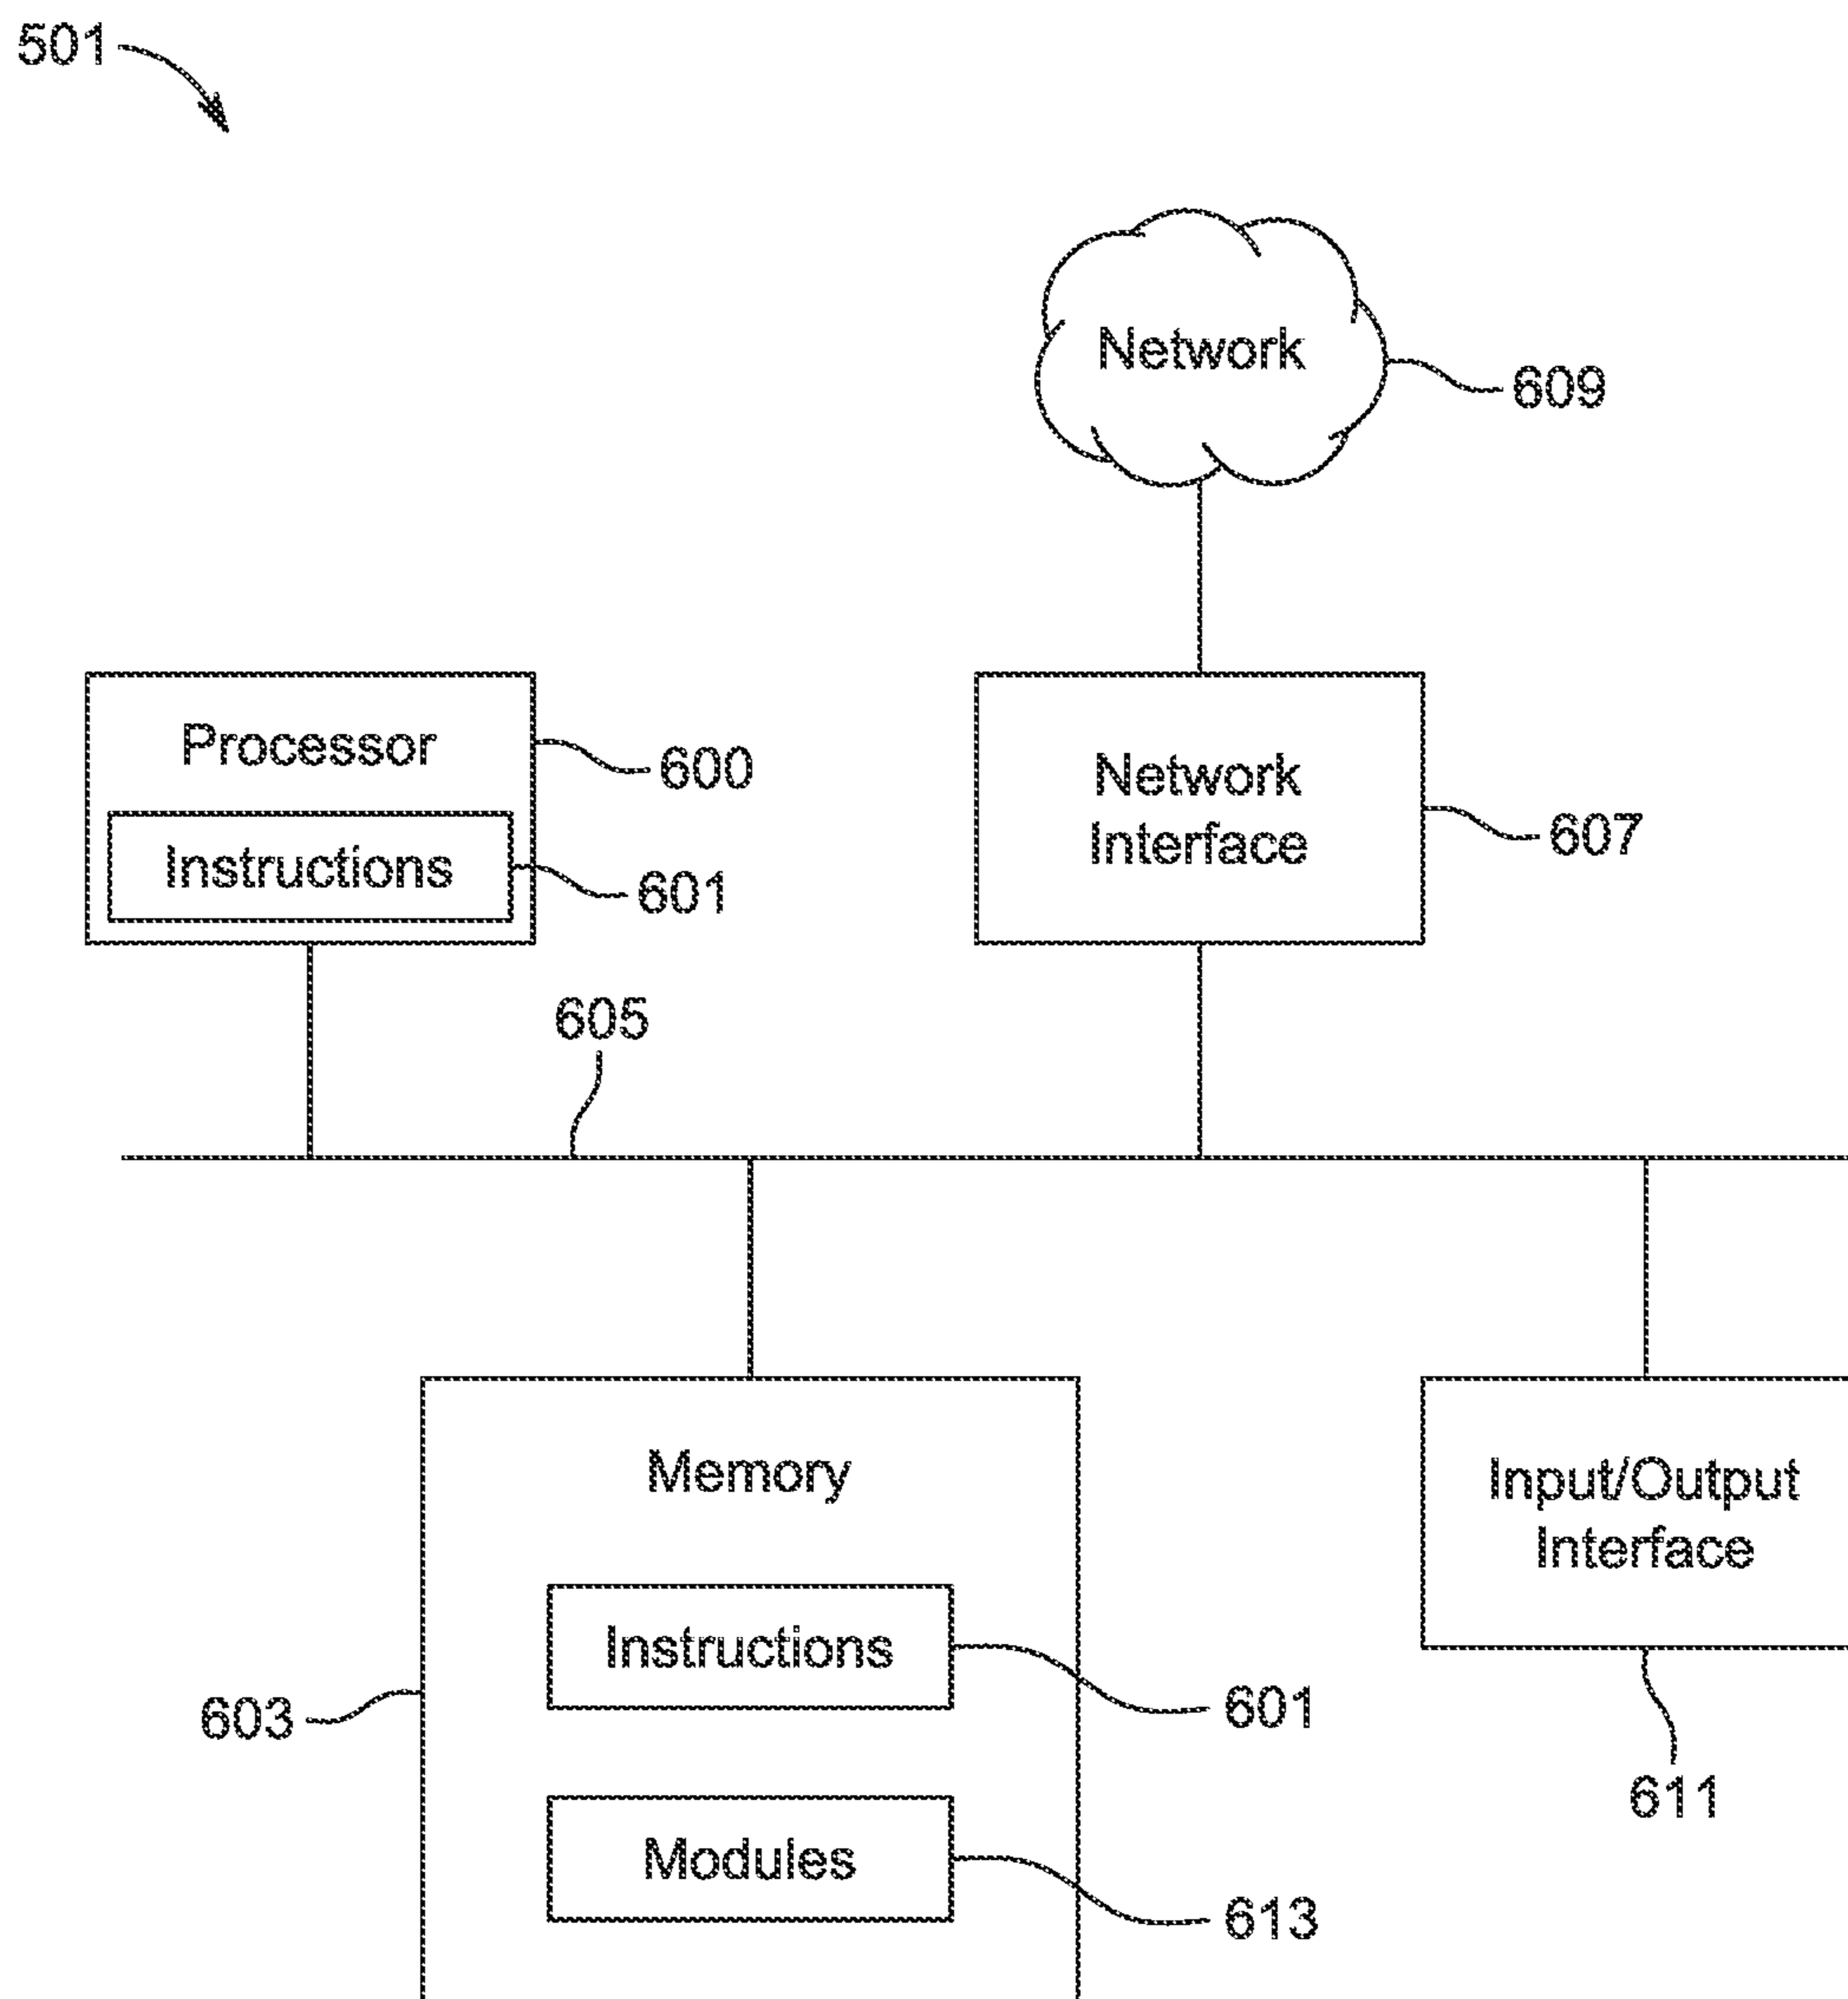 501
Network
609
Processor
600
Instructions
601
Network
Interface
607
605
Memory
Instructions
601
Modules
613
603
Input/Output
Interface
611